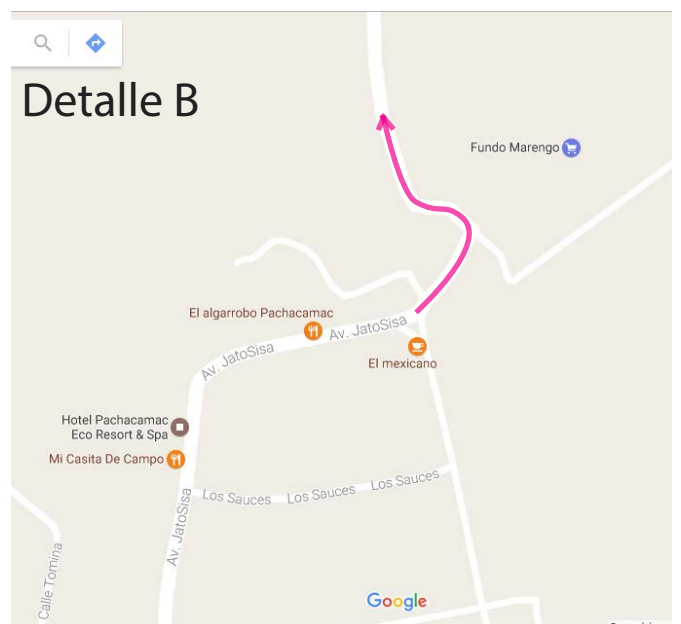 Detalle B
Fundo Marengo
El algarrobo Pachacamac
Av. JatoSisa
El mexicano
Av. JatoSisa
Hotel Pachacamac
Eco Resort & Spa
Mi Casita De Campo
Los Sauces
Los Sauces
Los Sauces
Av. JatoSisa
Calle Tomina
Google